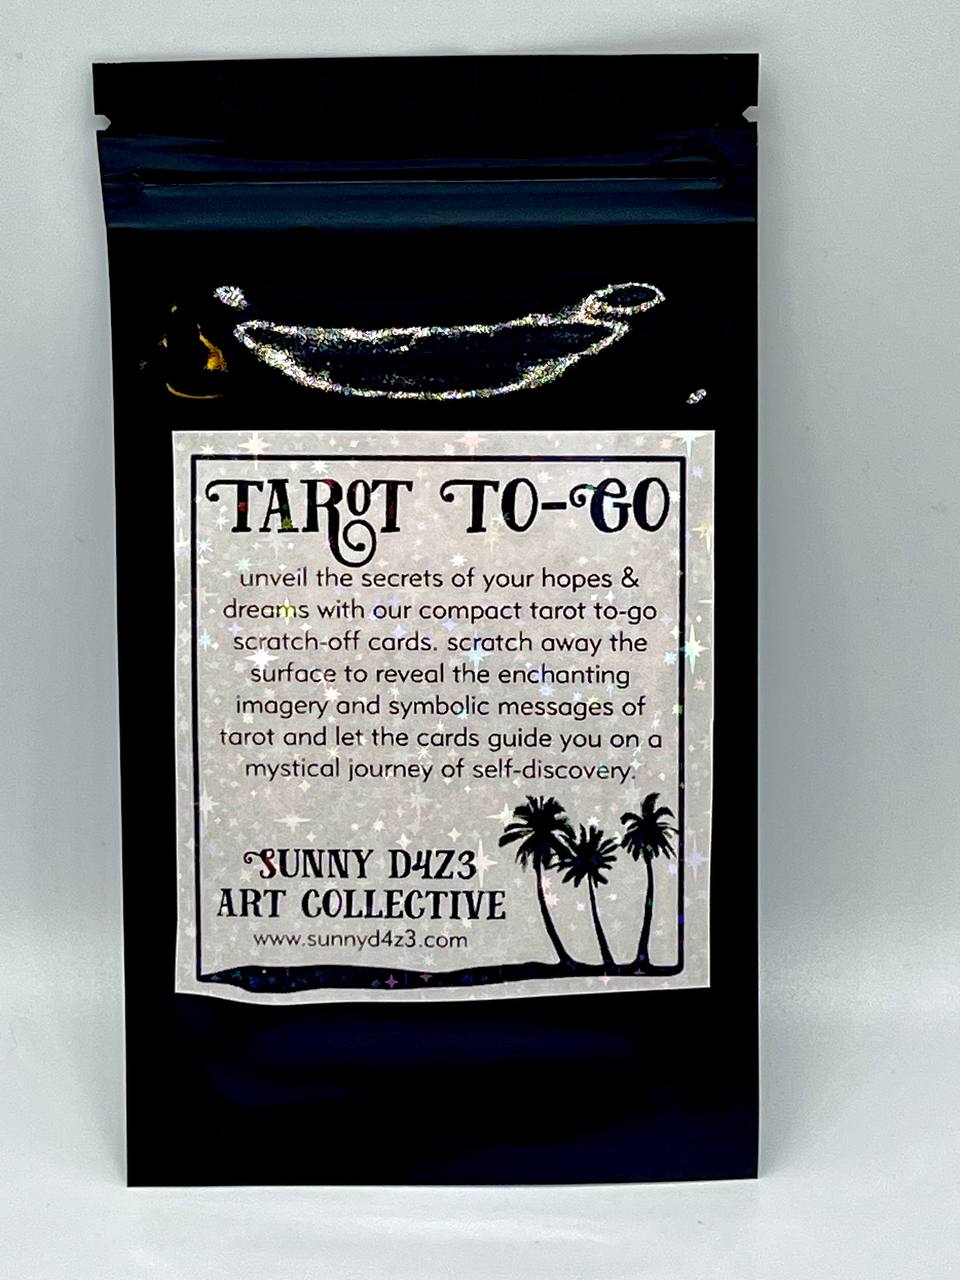 TAROT TO-GO
unveil the secrets of your hopes &
dreams with our compact tarot to-go
scratch-off cards. scratch away the
surface to reveal the enchanting
imagery and symbolic messages of
tarot and let the cards guide you on a
mystical journey of self-discovery.
SUNNY D4Z3
ART COLLECTIVE
www.sunnyd4z3.com